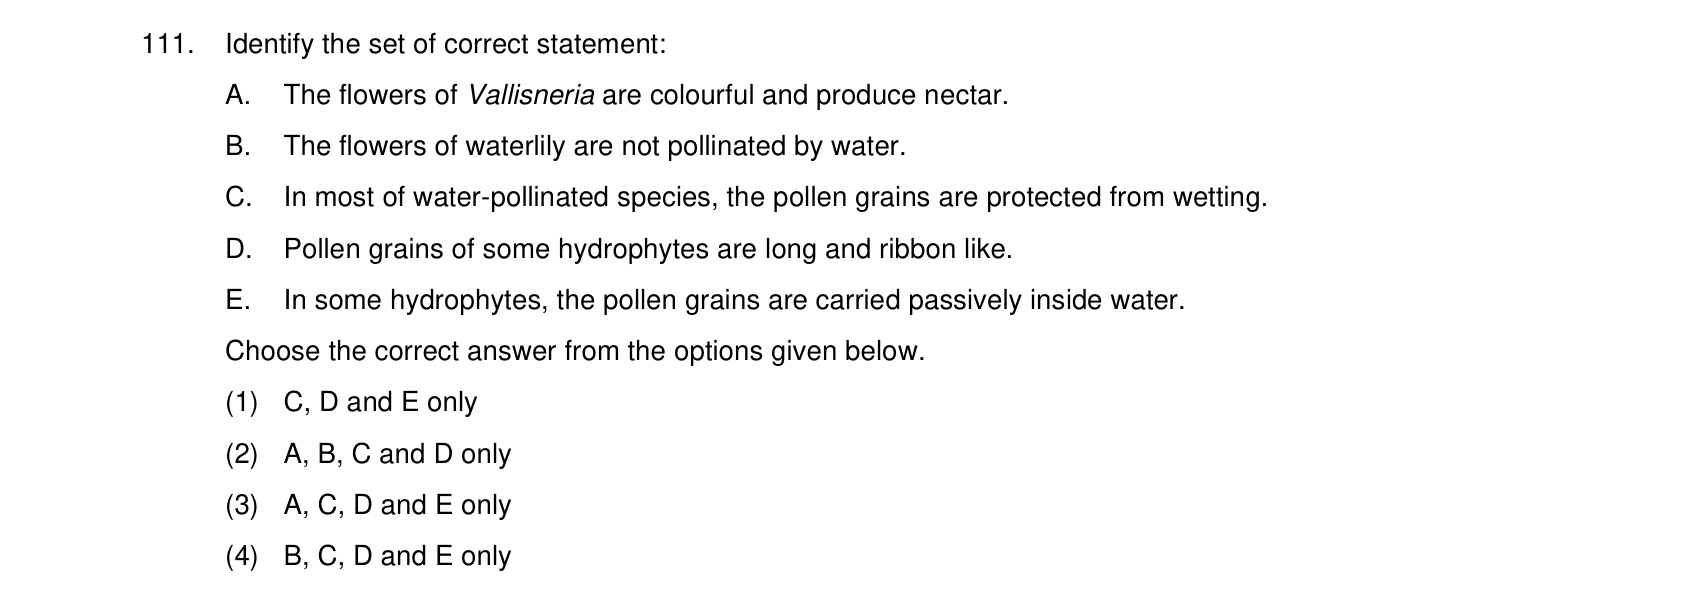 111. Identify the set of correct statement:
A. The flowers of Vallisneria are colourful and produce nectar.
B. The flowers of waterlily are not pollinated by water.
C. In most of water-pollinated species, the pollen grains are protected from wetting.
D. Pollen grains of some hydrophytes are long and ribbon like.
E. In some hydrophytes, the pollen grains are carried passively inside water.
Choose the correct answer from the options given below.
(1) C, D and E only
(2) A, B, C and D only
(3) A, C, D and E only
(4) B, C, D and E only